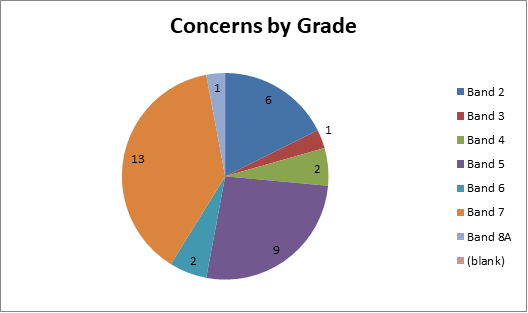 Concerns by Grade
6
1
2
9
2
13
1
Band 2
Band 3
Band 4
Band 5
Band 6
Band 7
Band 8A
(blank)